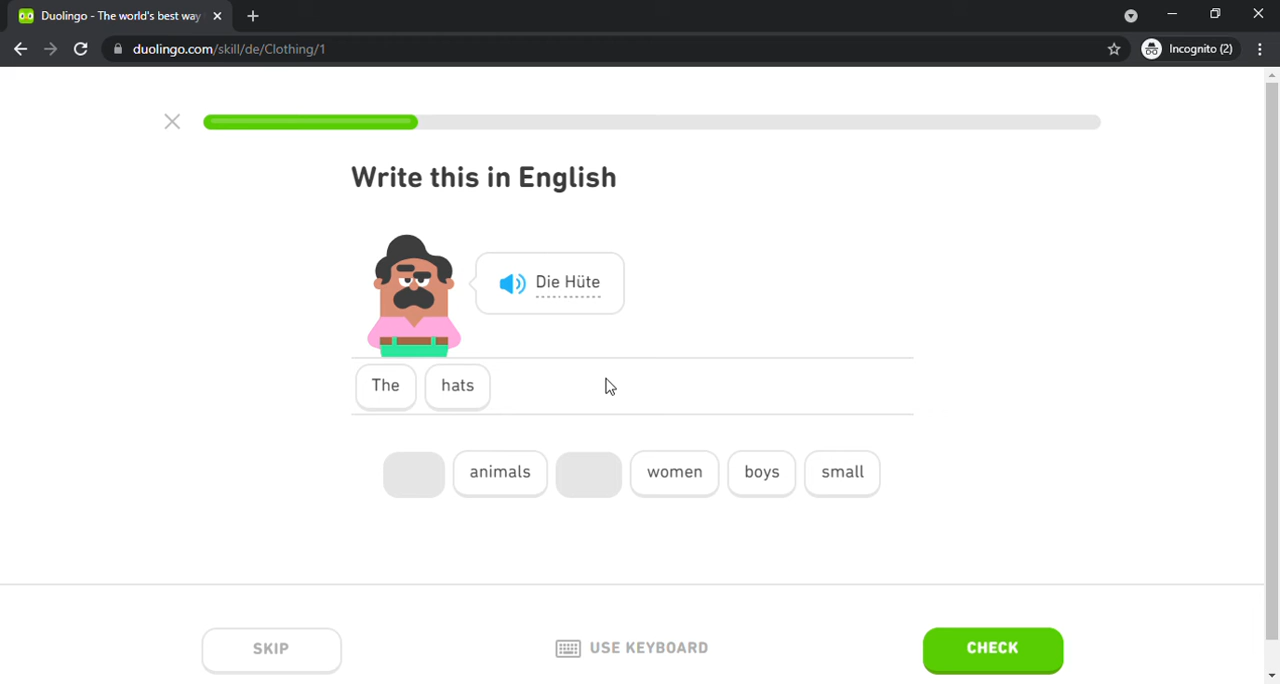 Duolingo - The world's best way
duolingo.com/skill/de/Clothing/1
Incognito (2)
Write this in English
Die Hüte
The hats
animals women boys small
SKIP USE KEYBOARD CHECK